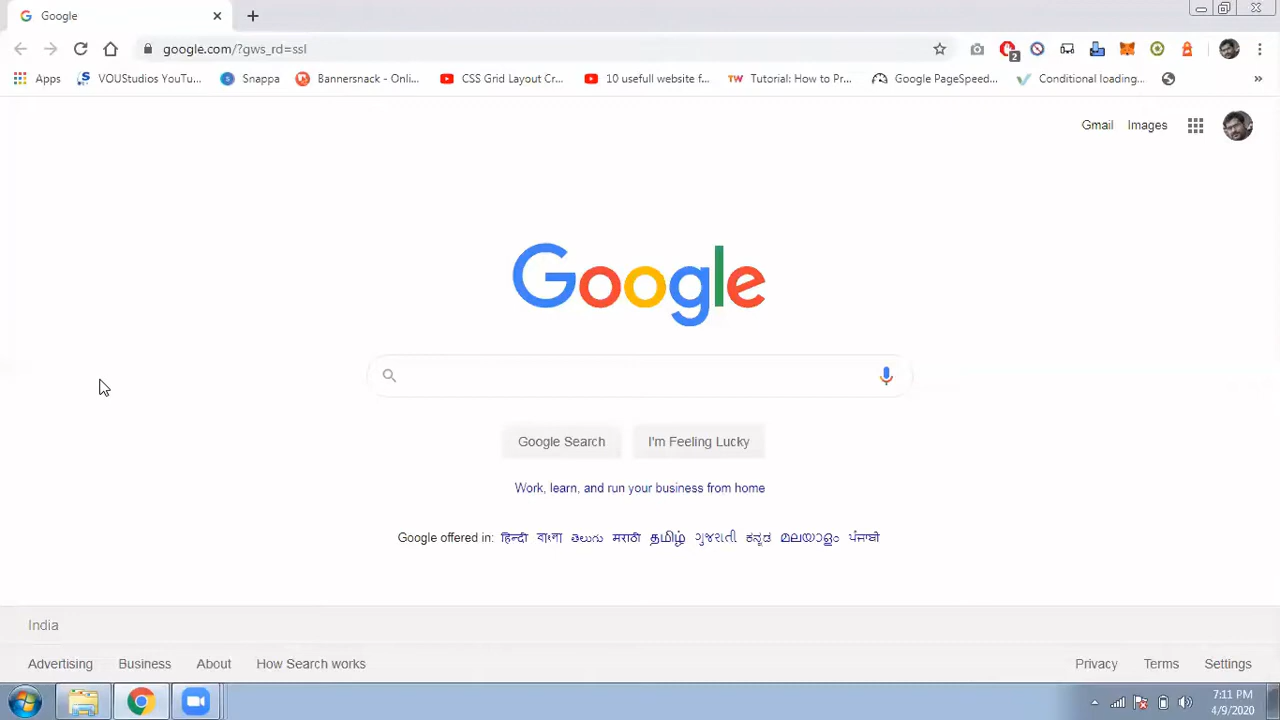 Google
google.com/?gws_rd=ssl
2
Apps VOUStudios YouTu... Snappa Bannersnack - Onli... CSS Grid Layout Cr... 10 usefull website f... TW Tutorial: How to Pr... Google PageSpeed... Conditional loading... »
Gmail Images
Google
Google Search I'm Feeling Lucky
Work, learn, and run your business from home
Google offered in: हिन्दी বাংলা తెలుగు मराठी தமிழ் ગુજરાતી ಕನ್ನಡ മലയാളം ਪੰਜਾਬੀ
India
Advertising Business About How Search works Privacy Terms Settings
7:11 PM
4/9/2020